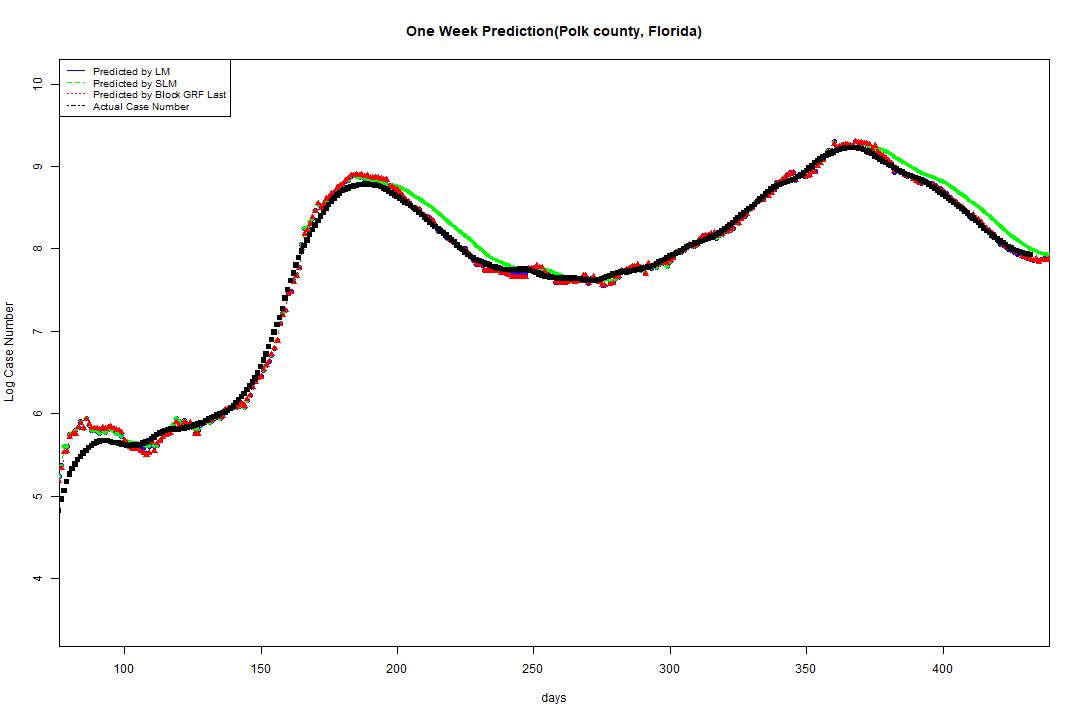 One Week Prediction(Polk county, Florida)
Predicted by LM
Predicted by SLM
Predicted by Block GRF Last
Actual Case Number
10
9
8
7
6
5
4
Log Case Number
100 150 200 250 300 350 400
days